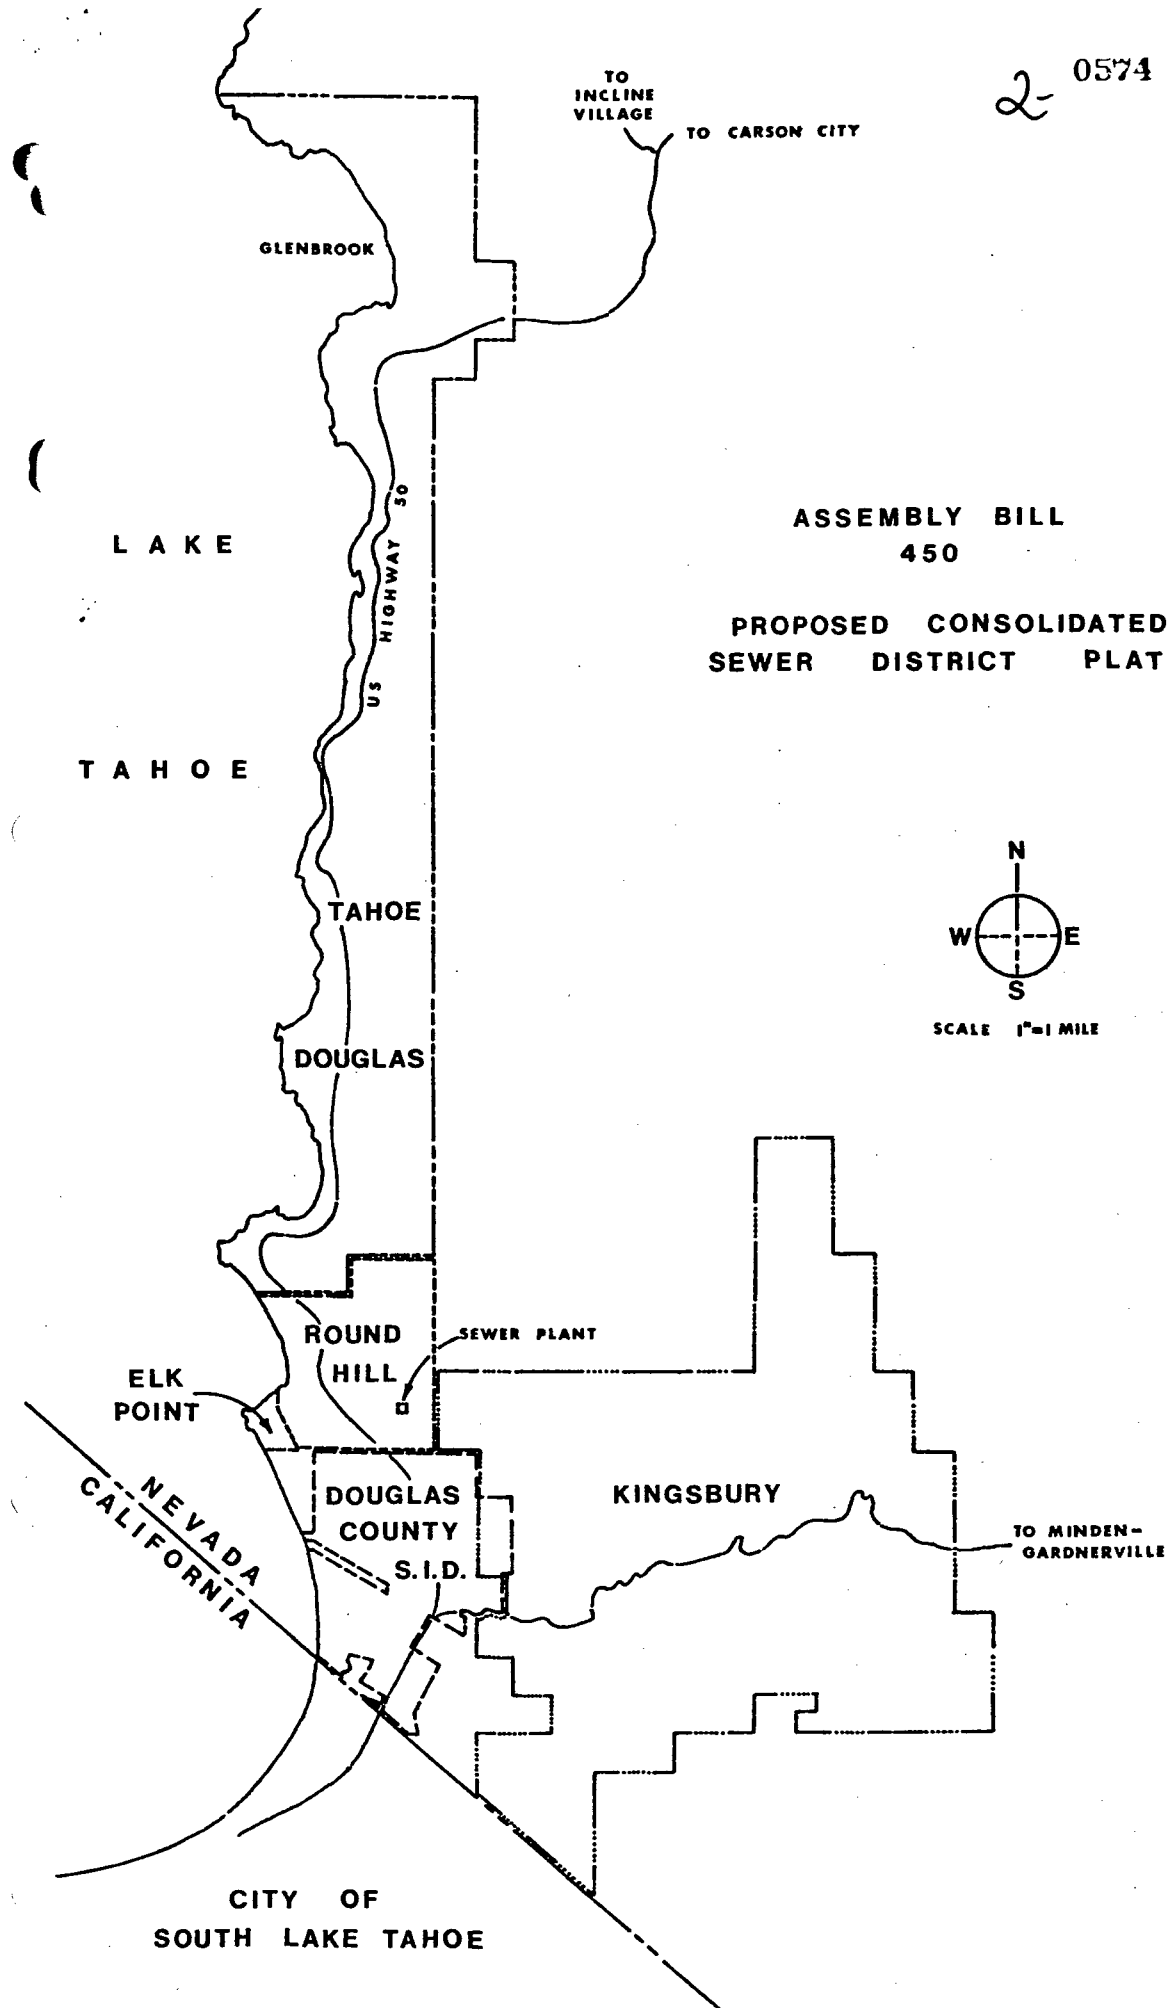 2-
0574
TO
INCLINE
VILLAGE
TO CARSON CITY
GLENBROOK
LAKE
TAHOE
US HIGHWAY 50
ASSEMBLY BILL
450
PROPOSED CONSOLIDATED
SEWER DISTRICT PLAT
N
W E
S
SCALE 1"=1 MILE
TAHOE
DOUGLAS
ROUND
HILL
SEWER PLANT
ELK
POINT
NEVADA
CALIFORNIA
DOUGLAS
COUNTY
S.I.D.
KINGSBURY
TO MINDEN-
GARDNERVILLE
CITY OF
SOUTH LAKE TAHOE